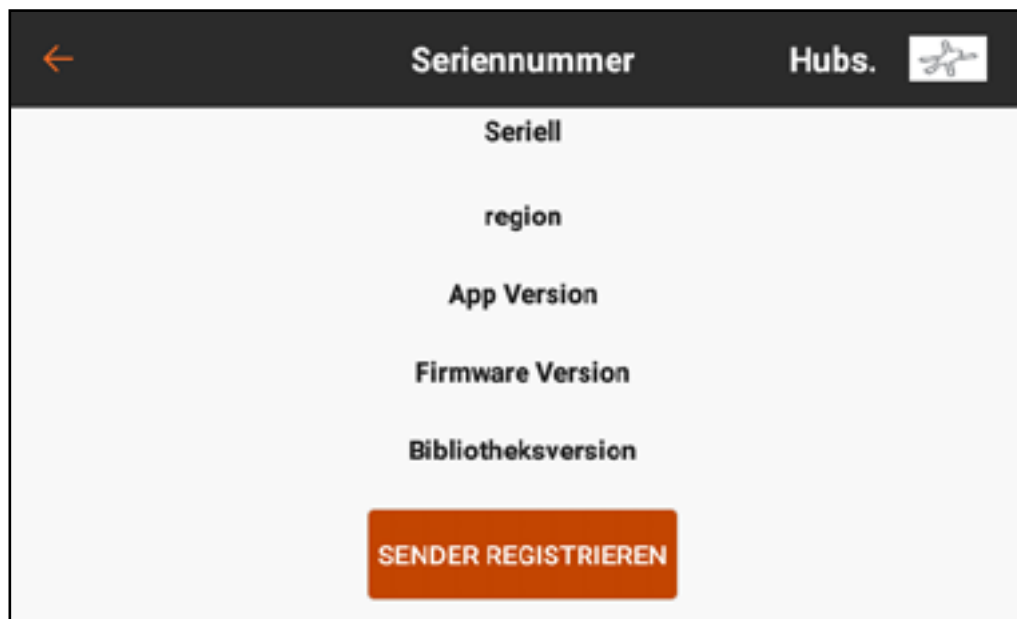 Seriennummer Hubs.
Seriell
region
App Version
Firmware Version
Bibliotheksversion
SENDER REGISTRIEREN